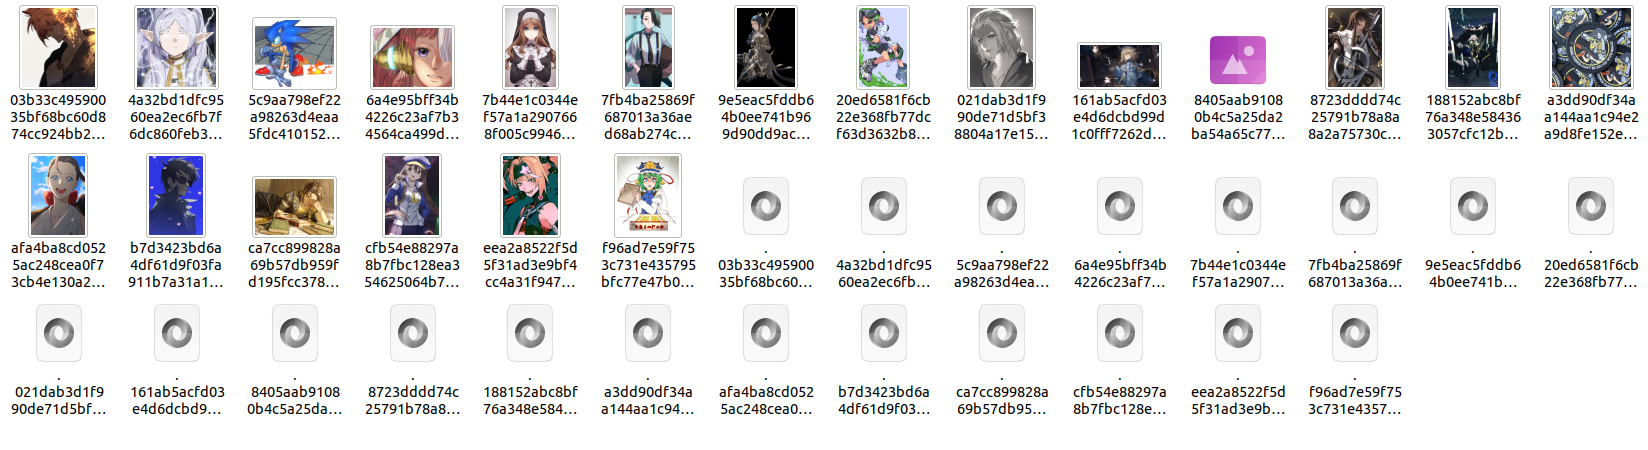 03b33c495900
35bf68bc60d8
74cc924bb2...
4a32bd1dfc95
60ea2ec6fb7f
6dc860feb3...
5c9aa798ef22
a98263d4eaa
5fdc410152...
6a4e95bff34b
4226c23af7b3
4564ca499d...
7b44e1c0344e
f57a1a290766
8f005c9946...
7fb4ba25869f
687013a36ae
d68ab274c...
9e5eac5fddb6
4b0ee741b96
9d90dd9ac...
20ed6581f6cb
22e368fb77dc
f63d3632b8...
021dab3d1f9
90de71d5bf3
8804a17e15...
161ab5acfd03
e4d6dcbd99d
1c0fff7262d...
8405aab9108
0b4c5a25da2
ba54a65c77...
8723dddd74c
25791b78a8a
8a2a75730c...
188152abc8bf
76a348e58436
3057cfc12b...
a3dd90df34a
a144aa1c94e2
a9d8fe152e...
afa4ba8cd052
5ac248cea0f7
3cb4e130a2...
b7d3423bd6a
4df61d9f03fa
911b7a31a1...
ca7cc899828a
69b57db959f
d195fcc378...
cfb54e88297a
8b7fbc128ea3
54625064b7...
eea2a8522f5d
5f31ad3e9bf4
cc4a31f947...
f96ad7e59f75
3c731e435795
bfc77e47b0...
.
03b33c495900
35bf68bc60...
.
4a32bd1dfc95
60ea2ec6fb...
.
5c9aa798ef22
a98263d4ea...
.
6a4e95bff34b
4226c23af7...
.
7b44e1c0344e
f57a1a2907...
.
7fb4ba25869f
687013a36a...
.
9e5eac5fddb6
4b0ee741b...
.
20ed6581f6cb
22e368fb77...
.
021dab3d1f9
90de71d5bf...
.
161ab5acfd03
e4d6dcbd9...
.
8405aab9108
0b4c5a25da...
.
8723dddd74c
25791b78a8...
.
188152abc8bf
76a348e584...
.
a3dd90df34a
a144aa1c94...
.
afa4ba8cd052
5ac248cea0...
.
b7d3423bd6a
4df61d9f03...
.
ca7cc899828a
69b57db95...
.
cfb54e88297a
8b7fbc128e...
.
eea2a8522f5d
5f31ad3e9b...
.
f96ad7e59f75
3c731e4357...